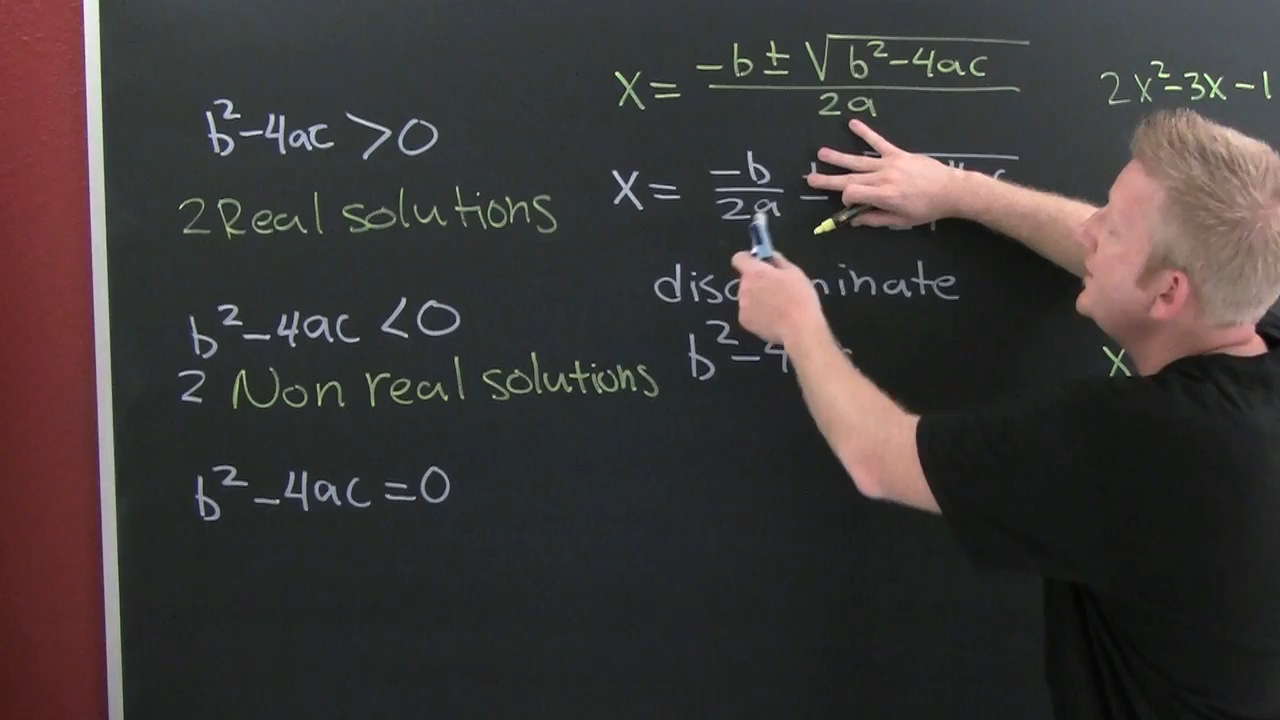 b²-4ac >0
2 Real solutions
b²-4ac <0
2 Non real solutions
b²-4ac =0
X= -b ± √b²-4ac / 2a
X= -b / 2a ±
b²-4
2x²-3x-1
X